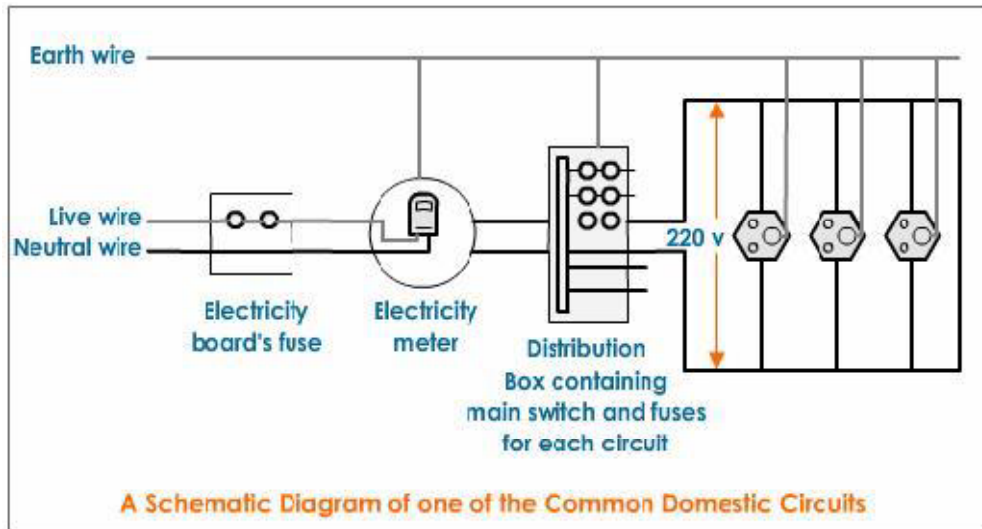 Earth wire
Live wire
Neutral wire
220 v
Electricity
board's fuse
Electricity
meter
Distribution
Box containing
main switch and fuses
for each circuit
A Schematic Diagram of one of the Common Domestic Circuits